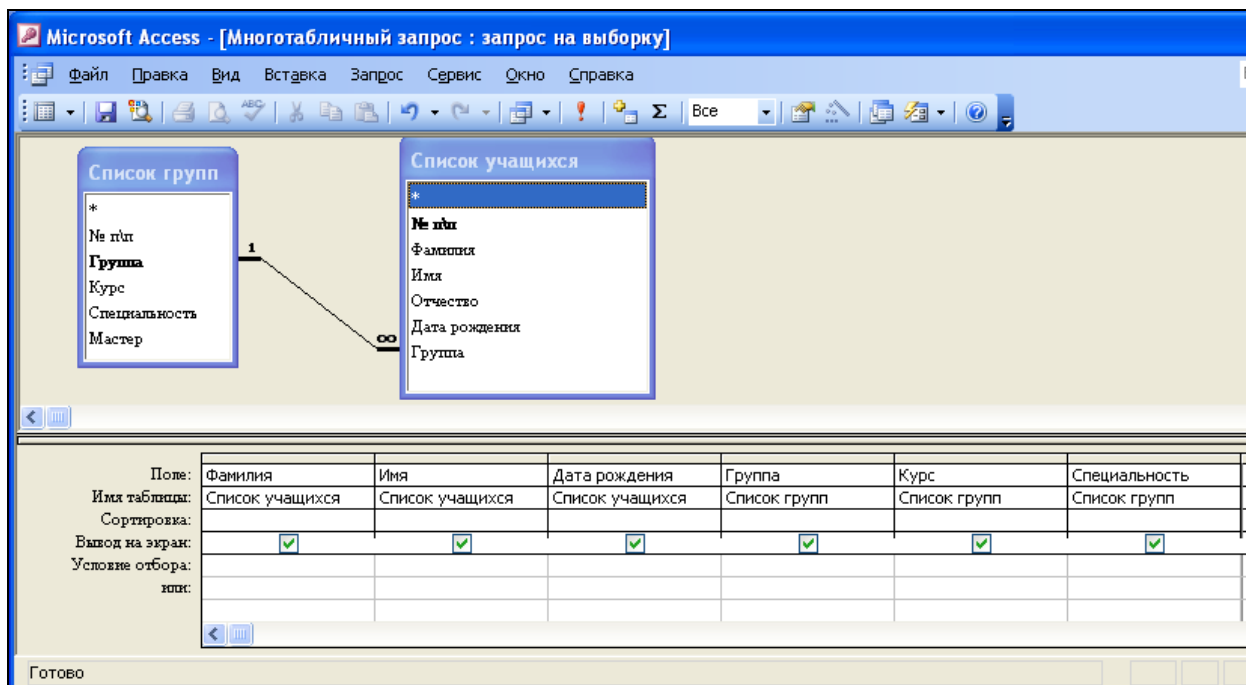 Microsoft Access - [Многотабличный запрос : запрос на выборку]
Файл Правка Вид Вставка Запрос Сервис Окно Справка
ABC Σ Все
Список групп
*
№ п\п
Группа
Курс
Специальность
Мастер
1
∞
Список учащихся
*
№ п\п
Фамилия
Имя
Отчество
Дата рождения
Группа
Поле: Фамилия Имя Дата рождения Группа Курс Специальность
Имя таблицы: Список учащихся Список учащихся Список учащихся Список групп Список групп Список групп
Сортировка:
Вывод на экран:
Условие отбора:
или:
Готово